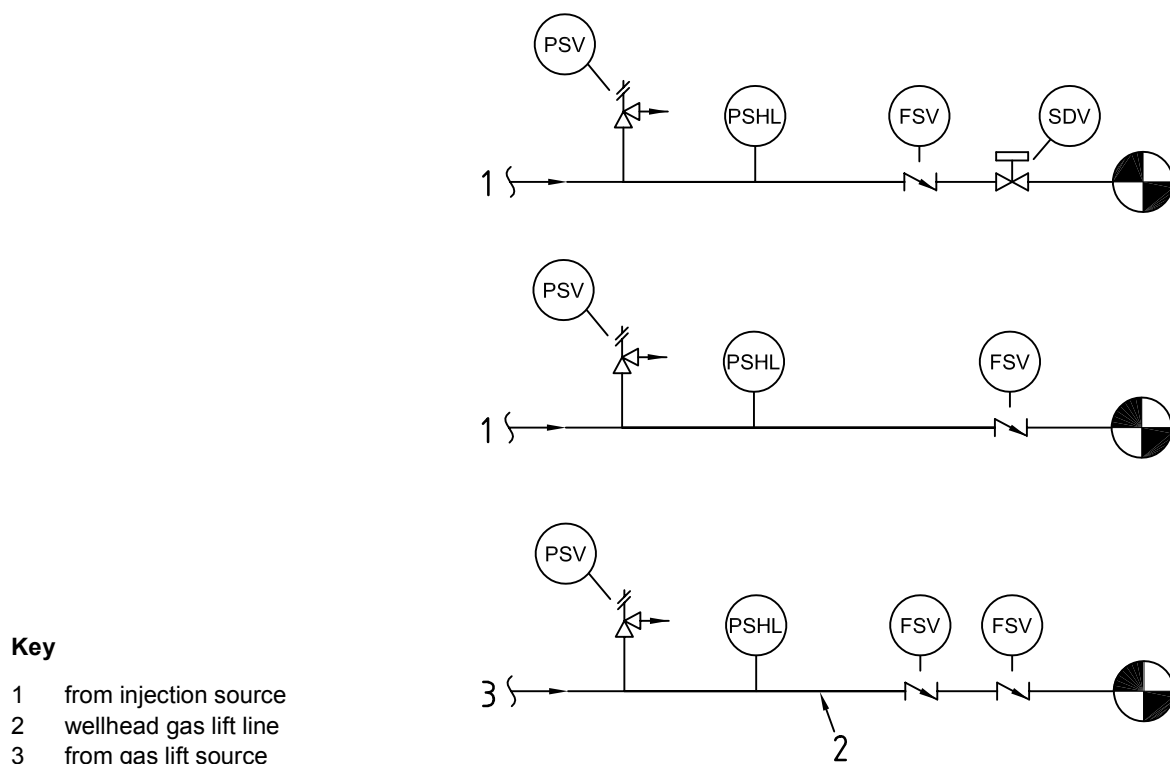 PSV
PSHL FSV SDV
1
PSV
PSHL FSV
1
PSV
PSHL FSV FSV
3
2
Key
1 from injection source
2 wellhead gas lift line
3 from gas lift source